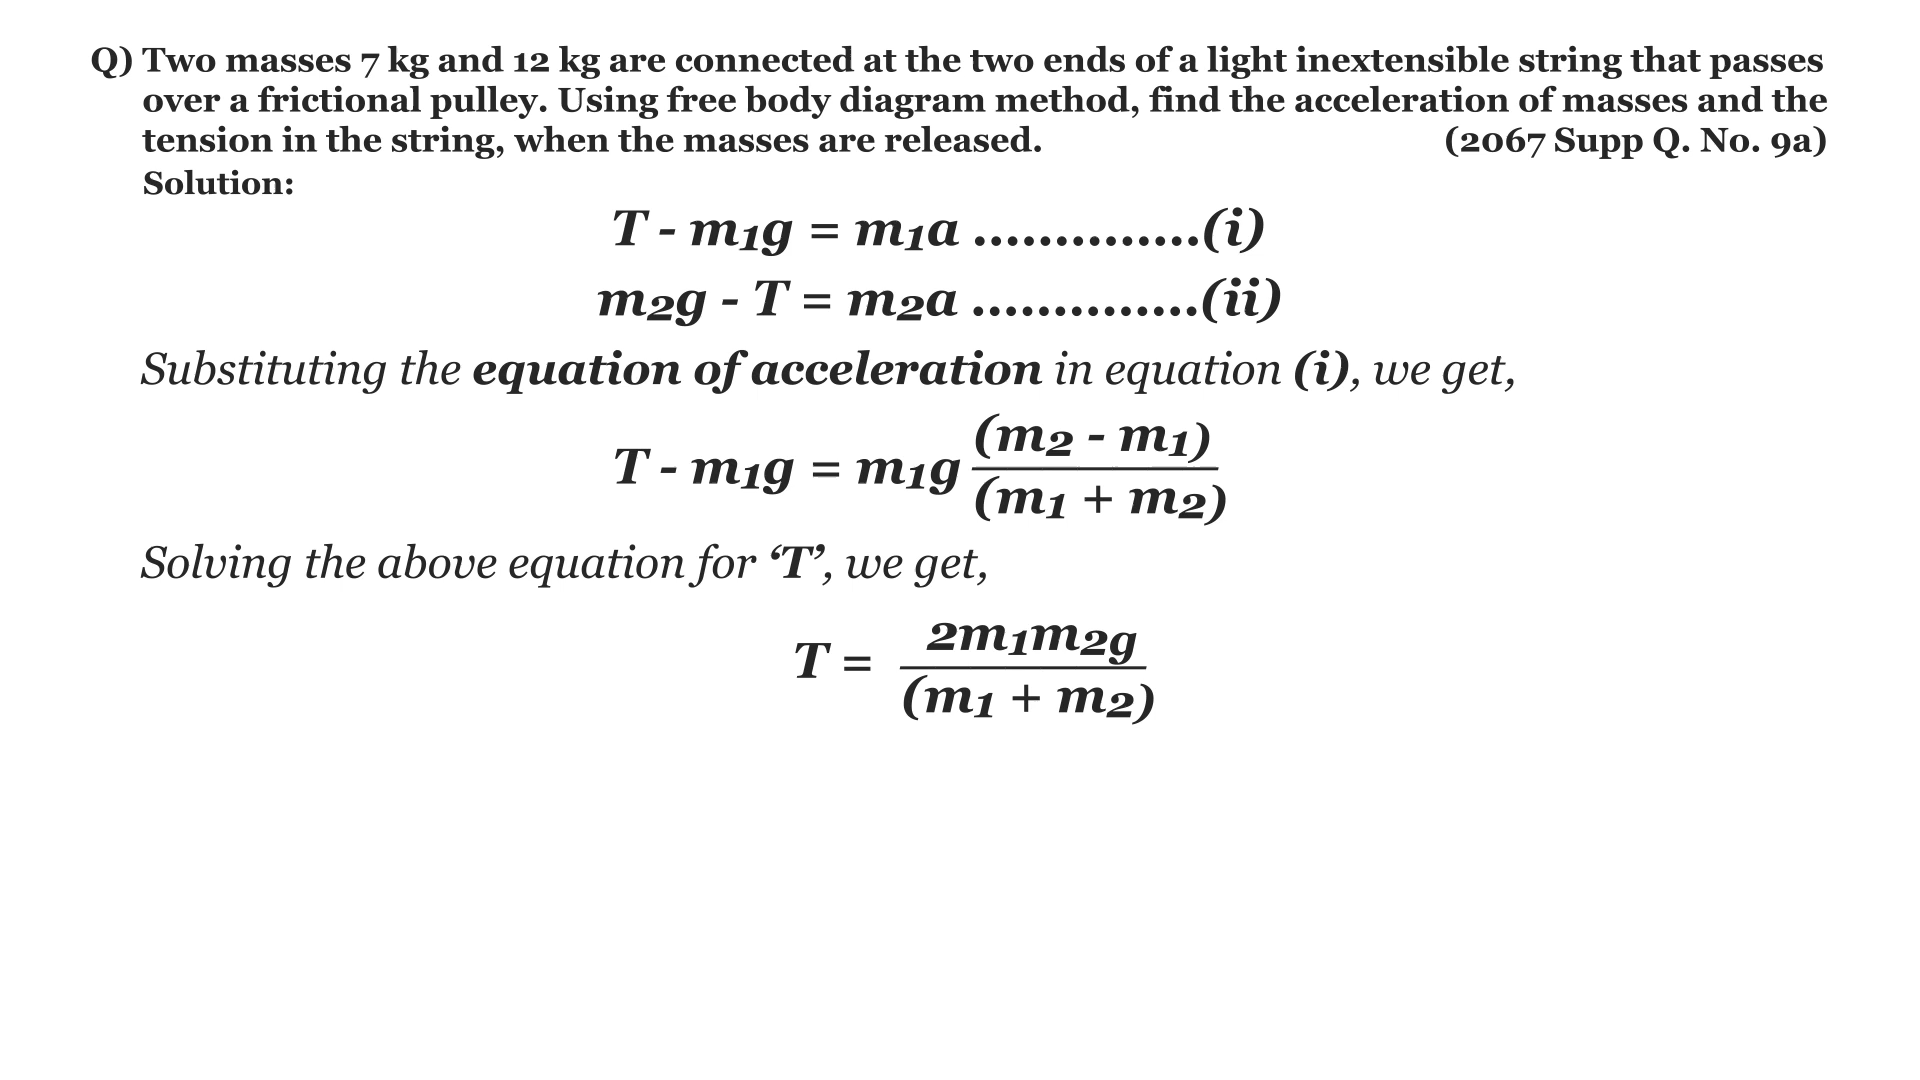 Q) Two masses 7 kg and 12 kg are connected at the two ends of a light inextensible string that passes
over a frictional pulley. Using free body diagram method, find the acceleration of masses and the
tension in the string, when the masses are released. (2067 Supp Q. No. 9a)
Solution:
T - m₁g = m₁a ..............(i)
m₂g - T = m₂a ..............(ii)
Substituting the equation of acceleration in equation (i), we get,
T - m₁g = m₁g (m₂ - m₁) / (m₁ + m₂)
Solving the above equation for ‘T’, we get,
T = 2m₁m₂g / (m₁ + m₂)